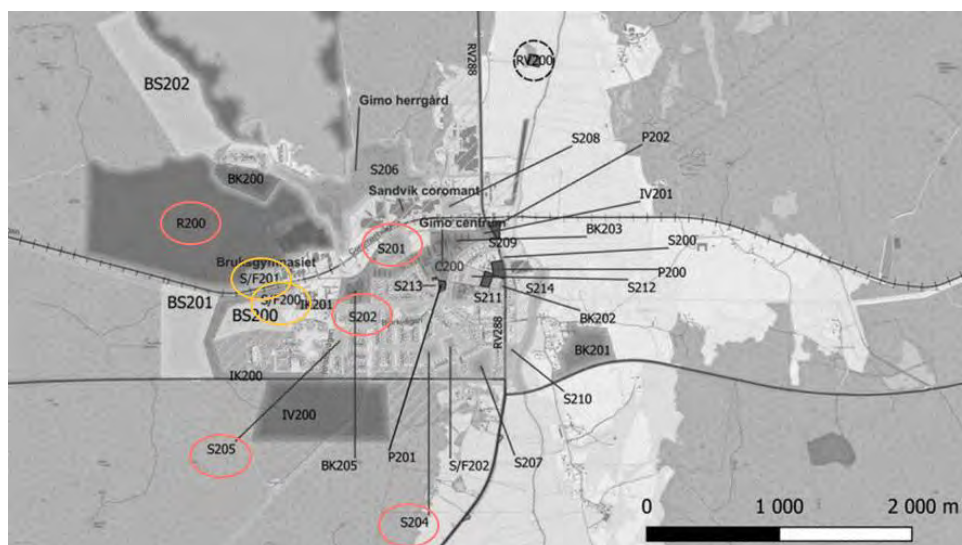 RV288
RV200
BS202
Gimo herrgård
S208
P202
S206
BK200
Sandvik coromant
IV201
R200
Gimo centrum
BK203
S201
S209
S200
Bruksgymnasiet
C200
P200
S/F201
S213
S214
S212
S/F200
IK201
S211
BS201
BS200
S202
BK202
RV288
BK201
IK200
S210
IV200
S205
BK205
P201
S/F202
S207
S204
0
1 000
2 000 m